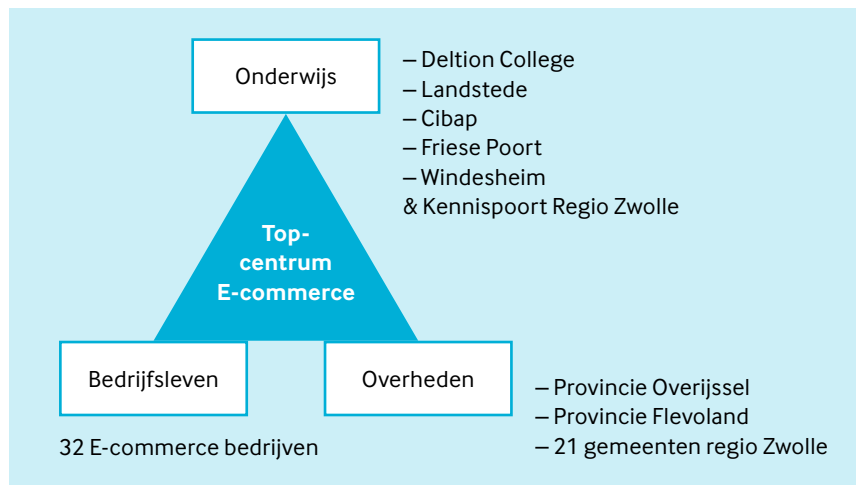 Onderwijs
– Deltion College
– Landstede
– Cibap
– Friese Poort
– Windesheim
& Kennispoort Regio Zwolle
Top-
centrum
E-commerce
Bedrijfsleven
32 E-commerce bedrijven
Overheden
– Provincie Overijssel
– Provincie Flevoland
– 21 gemeenten regio Zwolle